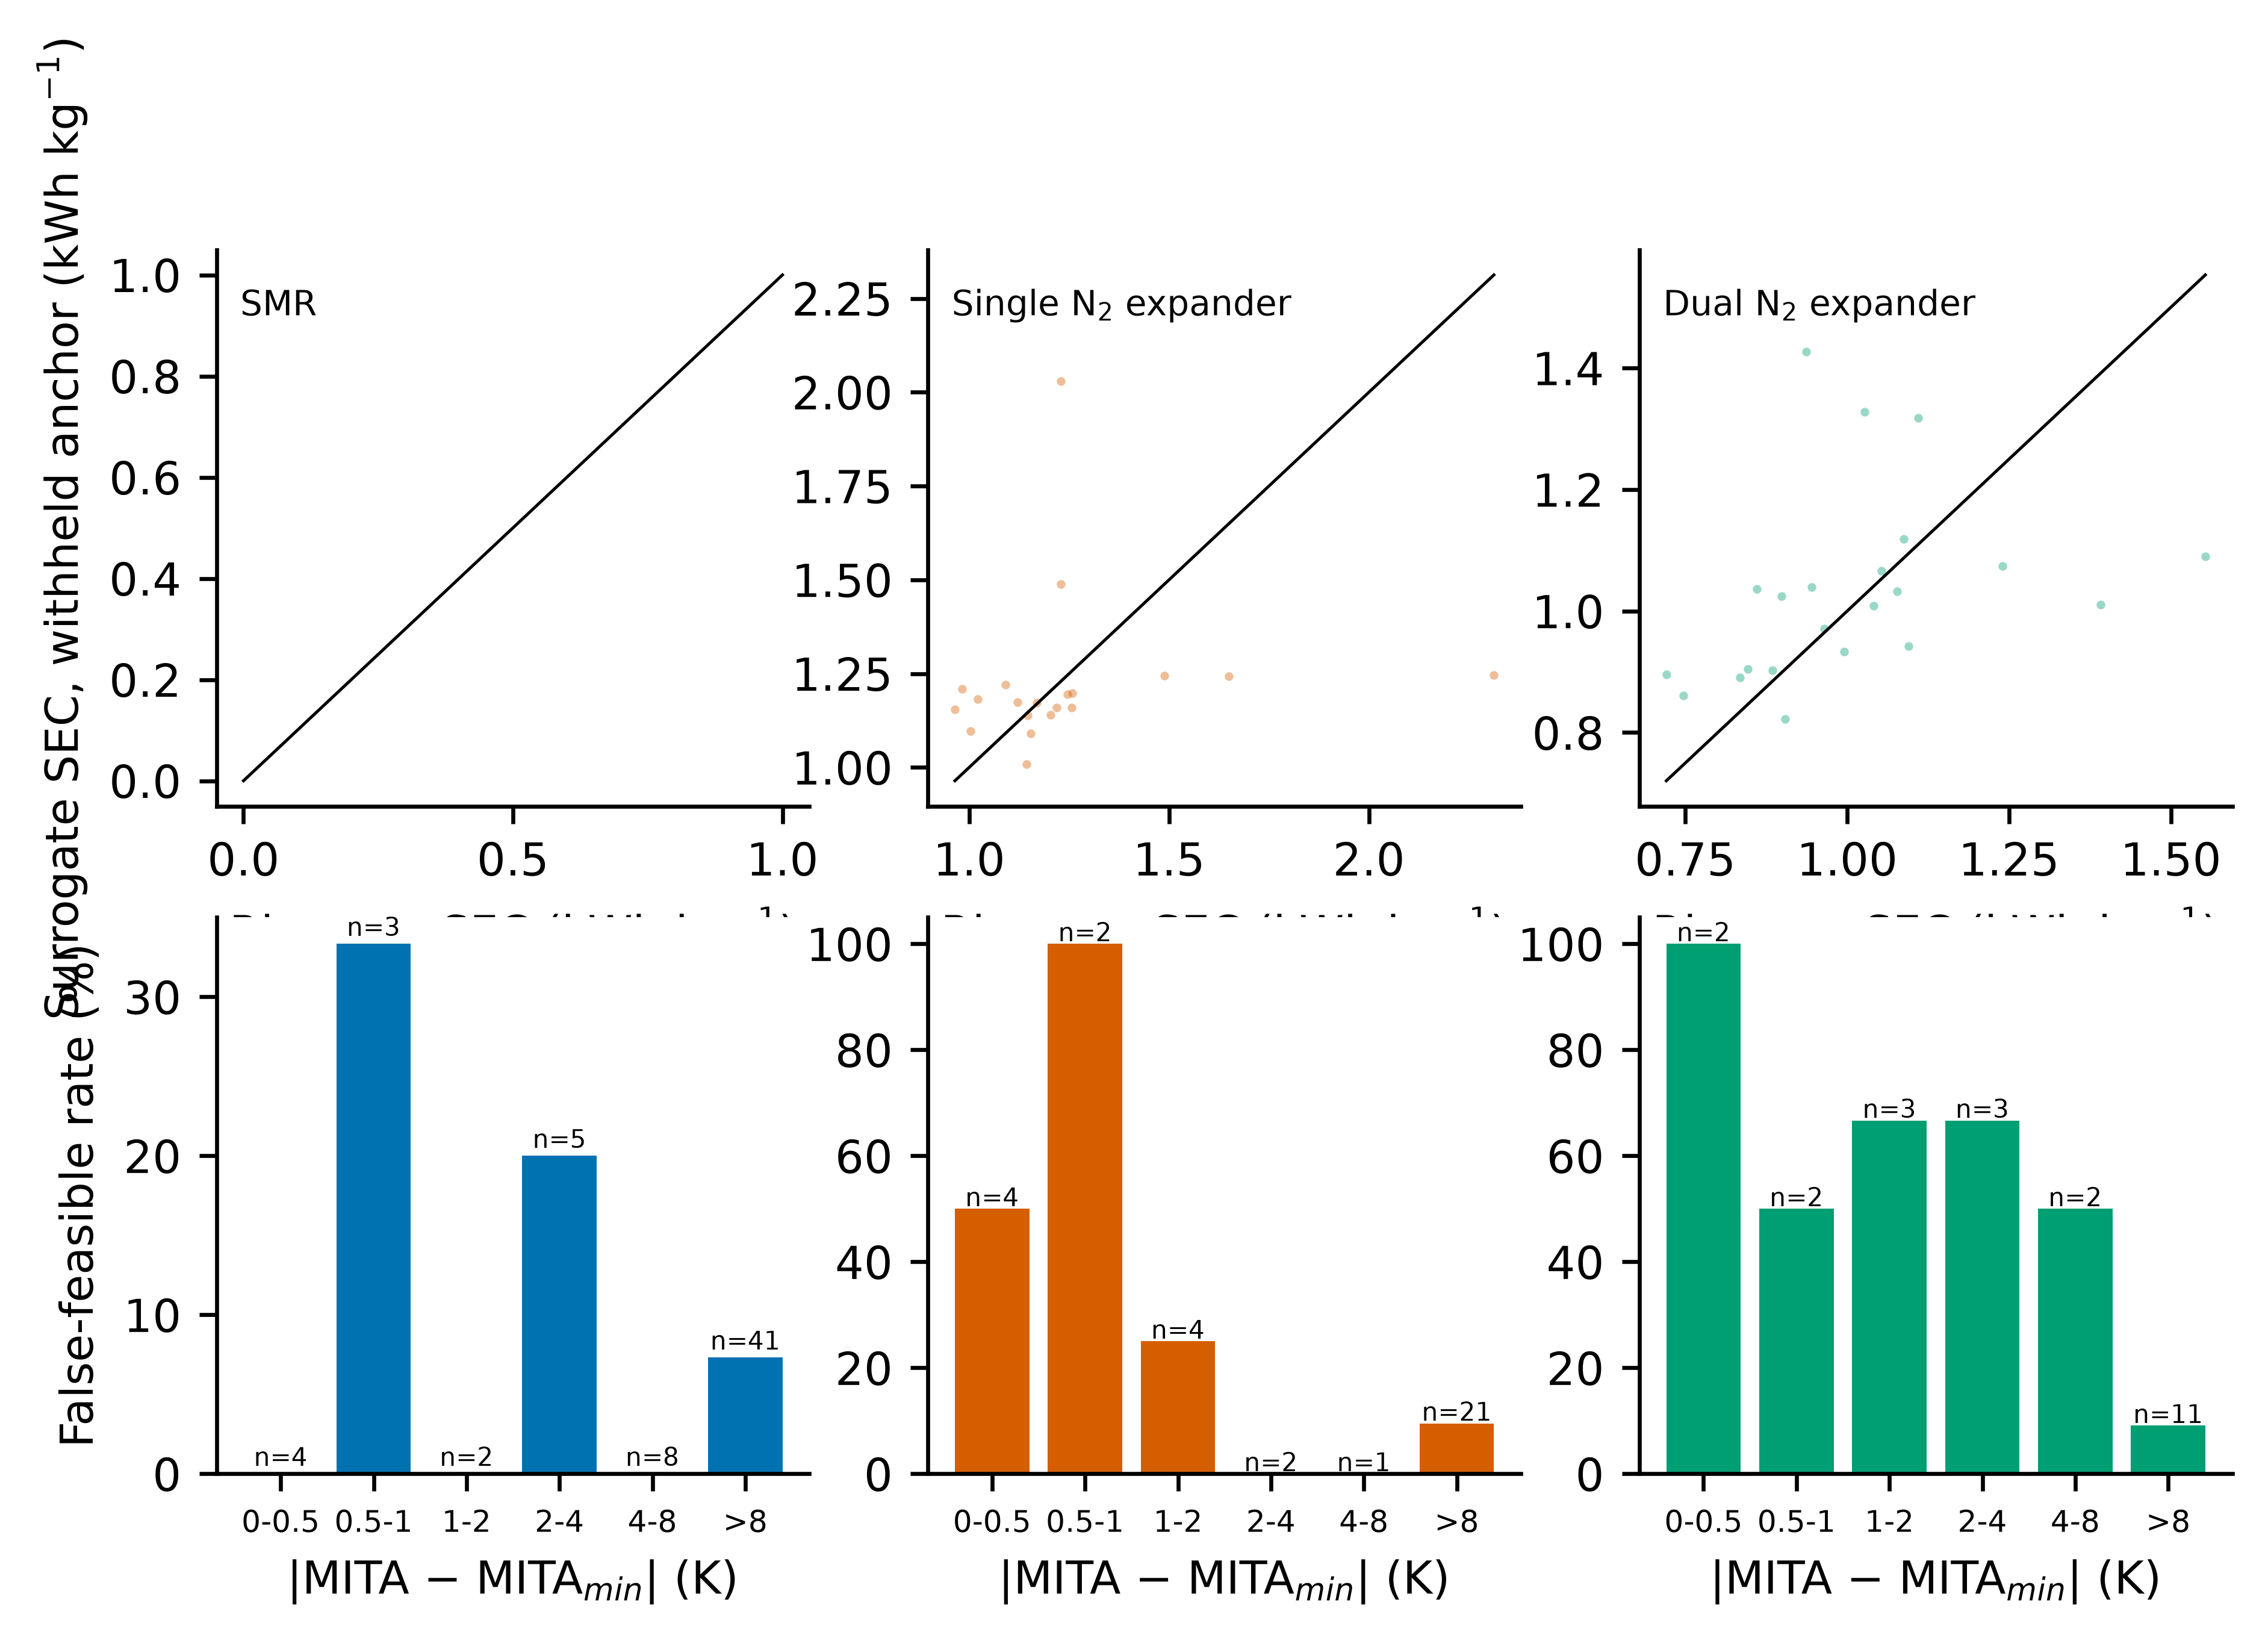 Surrogate SEC, withheld anchor (kWh kg⁻¹)
1.0
0.8
0.6
0.4
0.2
0.0
SMR
0.0 0.5 1.0
2.25
2.00
1.75
1.50
1.25
1.00
Single N₂ expander
1.0 1.5 2.0
1.4
1.2
1.0
0.8
Dual N₂ expander
0.75 1.00 1.25 1.50
False-feasible rate (%)
30
20
10
0
n=4 n=3 n=2 n=5 n=8 n=41
0-0.5 0.5-1 1-2 2-4 4-8 >8
|MITA − MITAₘᵢₙ| (K)
100
80
60
40
20
0
n=4 n=2 n=4 n=2 n=1 n=21
0-0.5 0.5-1 1-2 2-4 4-8 >8
|MITA − MITAₘᵢₙ| (K)
100
80
60
40
20
0
n=2 n=2 n=3 n=3 n=2 n=11
0-0.5 0.5-1 1-2 2-4 4-8 >8
|MITA − MITAₘᵢₙ| (K)